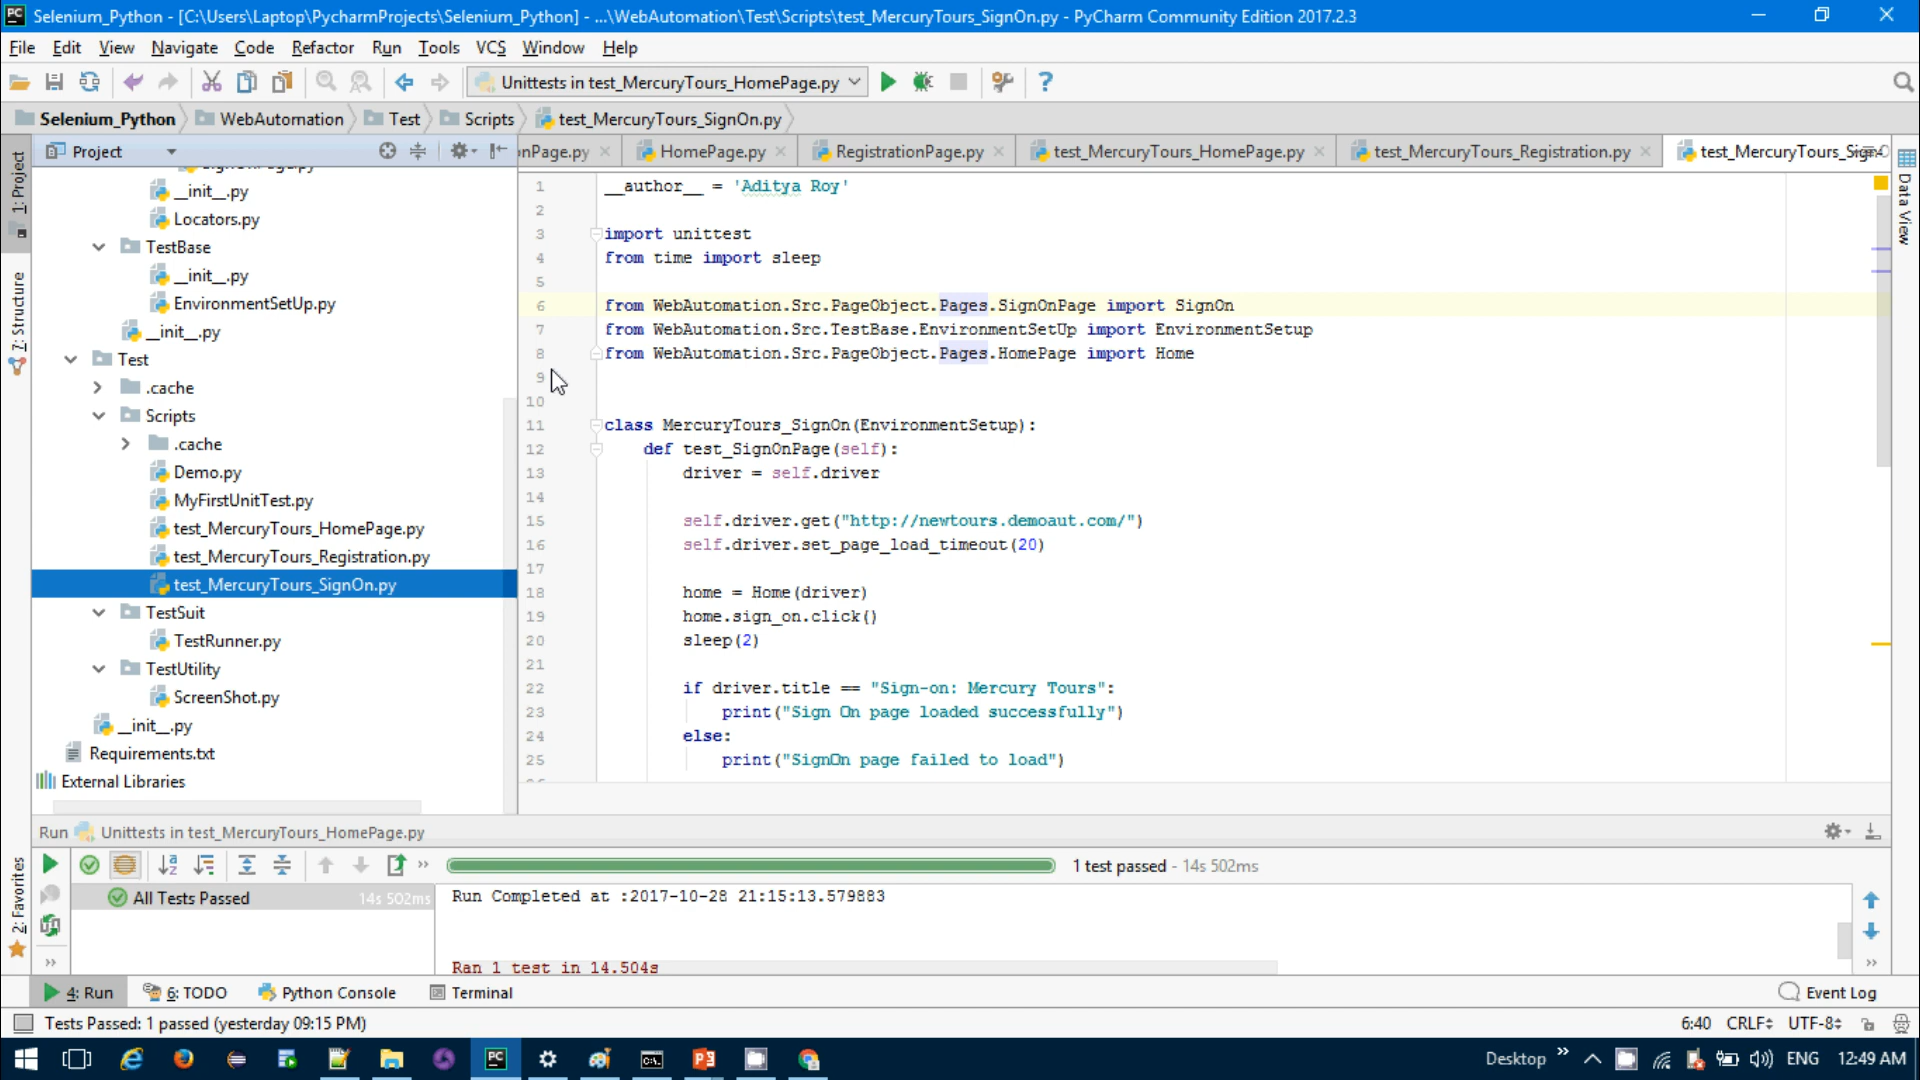 Selenium_Python - [C:\Users\Laptop\PycharmProjects\Selenium_Python] - ...\WebAutomation\Test\Scripts\test_MercuryTours_SignOn.py - PyCharm Community Edition 2017.2.3
File Edit View Navigate Code Refactor Run Tools VCS Window Help
Unittests in test_MercuryTours_HomePage.py
Selenium_Python WebAutomation Test Scripts test_MercuryTours_SignOn.py
Project
nPage.py HomePage.py RegistrationPage.py test_MercuryTours_HomePage.py test_MercuryTours_Registration.py
1: Project
7: Structure
2: Favorites
Data View
__init__.py
Locators.py
TestBase
__init__.py
EnvironmentSetUp.py
__init__.py
Test
.cache
Scripts
.cache
Demo.py
MyFirstUnitTest.py
test_MercuryTours_HomePage.py
test_MercuryTours_Registration.py
test_MercuryTours_SignOn.py
TestSuit
TestRunner.py
TestUtility
ScreenShot.py
__init__.py
Requirements.txt
External Libraries
1 __author__ = 'Aditya Roy'
2
3 import unittest
4 from time import sleep
5
6 from WebAutomation.Src.PageObject.Pages.SignOnPage import SignOn
7 from WebAutomation.Src.TestBase.EnvironmentSetUp import EnvironmentSetup
8 from WebAutomation.Src.PageObject.Pages.HomePage import Home
9
10
11 class MercuryTours_SignOn(EnvironmentSetup):
12 def test_SignOnPage(self):
13 driver = self.driver
14
15 self.driver.get("http://newtours.demoaut.com/")
16 self.driver.set_page_load_timeout(20)
17
18 home = Home(driver)
19 home.sign_on.click()
20 sleep(2)
21
22 if driver.title == "Sign-on: Mercury Tours":
23 print("Sign On page loaded successfully")
24 else:
25 print("SignOn page failed to load")
Run Unittests in test_MercuryTours_HomePage.py
1 test passed - 14s 502ms
All Tests Passed 14s 502ms
Run Completed at :2017-10-28 21:15:13.579883
Ran 1 test in 14.504s
4: Run 6: TODO Python Console Terminal Event Log
Tests Passed: 1 passed (yesterday 09:15 PM) 6:40 CRLF UTF-8
Desktop ENG 12:49 AM